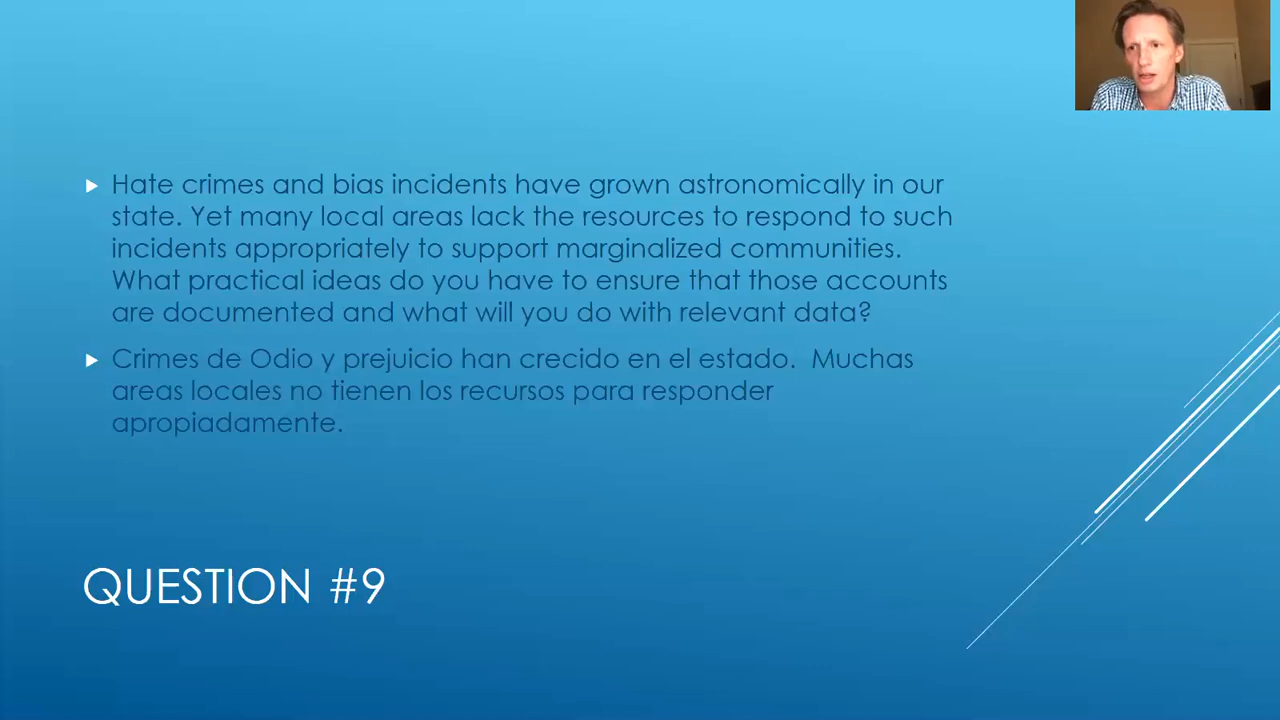 Hate crimes and bias incidents have grown astronomically in our
state. Yet many local areas lack the resources to respond to such
incidents appropriately to support marginalized communities.
What practical ideas do you have to ensure that those accounts
are documented and what will you do with relevant data?
Crimes de Odio y prejuicio han crecido en el estado.  Muchas
areas locales no tienen los recursos para responder
apropiadamente.
QUESTION #9